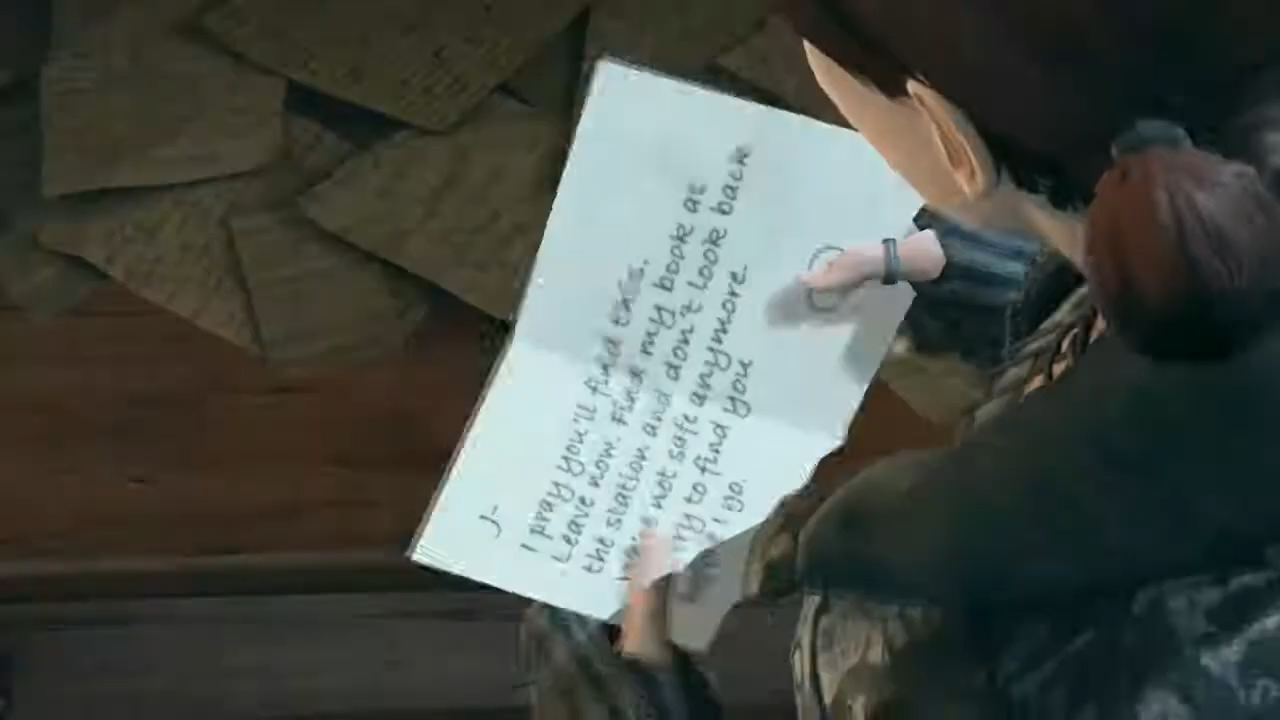 J-
I pray you'll find this.
Leave now. Find my book at
the station and don't look back
not safe anymore.
to find you
I go.